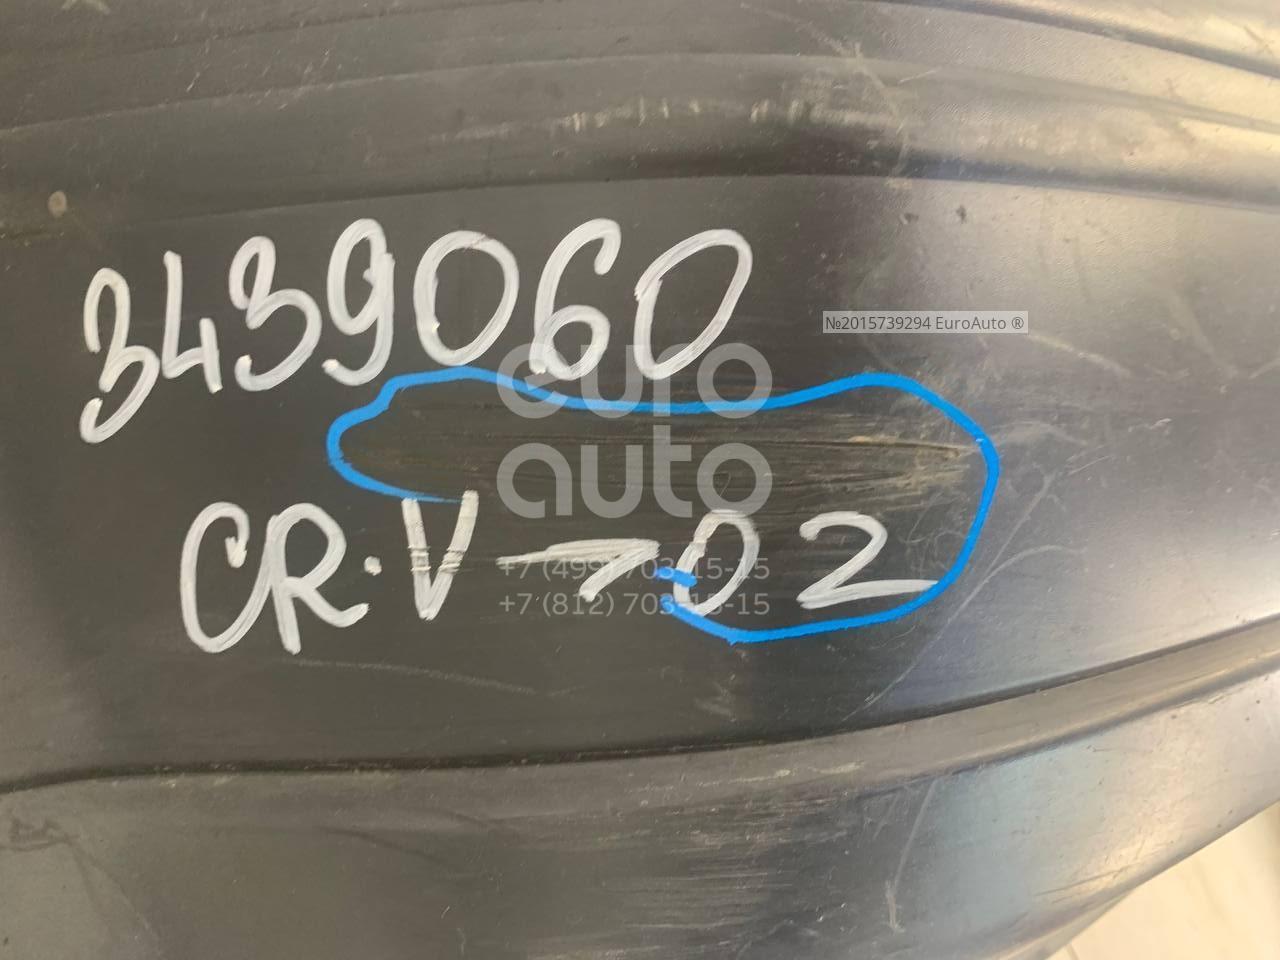 3439060
№2015739294 EuroAuto ®
euro
auto
CR-V-02
+7 (499) 703-15-15
+7 (812) 703-15-15